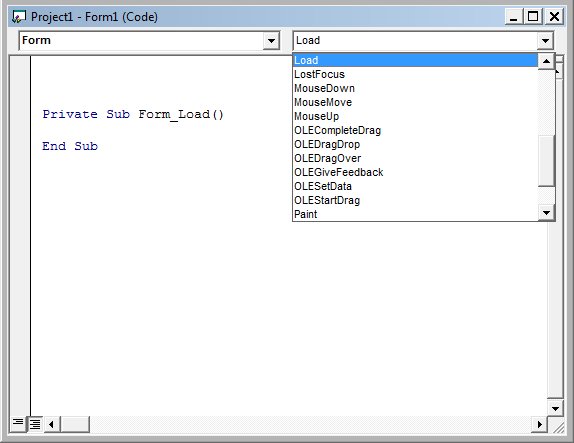 Project1 - Form1 (Code)
Form
Load
Load
LostFocus
MouseDown
MouseMove
MouseUp
OLECompleteDrag
OLEDragDrop
OLEDragOver
OLEGiveFeedback
OLESetData
OLEStartDrag
Paint
Private Sub Form_Load()
End Sub